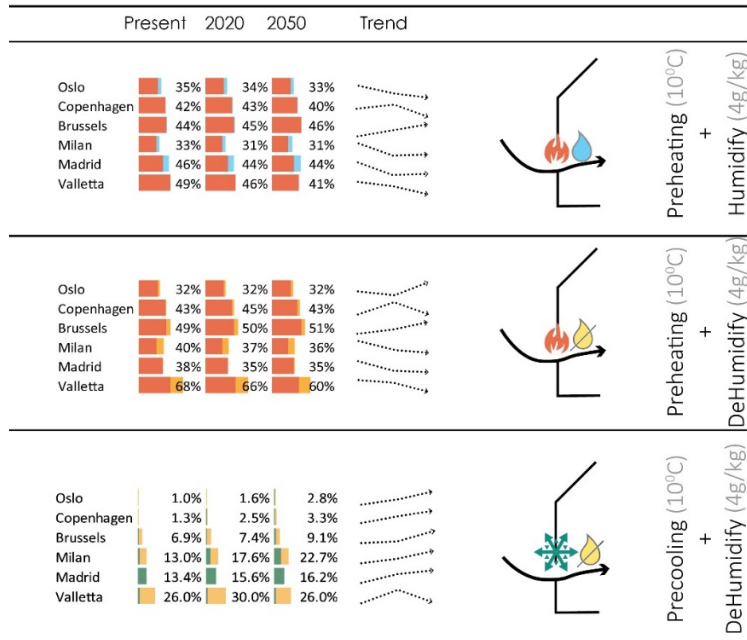 Present 2020 2050 Trend
Oslo 35% 34% 33%
Copenhagen 42% 43% 40%
Brussels 44% 45% 46%
Milan 33% 31% 31%
Madrid 46% 44% 44%
Valletta 49% 46% 41%
Preheating (10⁰C)
+
Humidify (4g/kg)
Oslo 32% 32% 32%
Copenhagen 43% 45% 43%
Brussels 49% 50% 51%
Milan 40% 37% 36%
Madrid 38% 35% 35%
Valletta 68% 66% 60%
Preheating (10⁰C)
+
DeHumidify (4g/kg)
Oslo 1.0% 1.6% 2.8%
Copenhagen 1.3% 2.5% 3.3%
Brussels 6.9% 7.4% 9.1%
Milan 13.0% 17.6% 22.7%
Madrid 13.4% 15.6% 16.2%
Valletta 26.0% 30.0% 26.0%
Precooling (10⁰C)
+
DeHumidify (4g/kg)